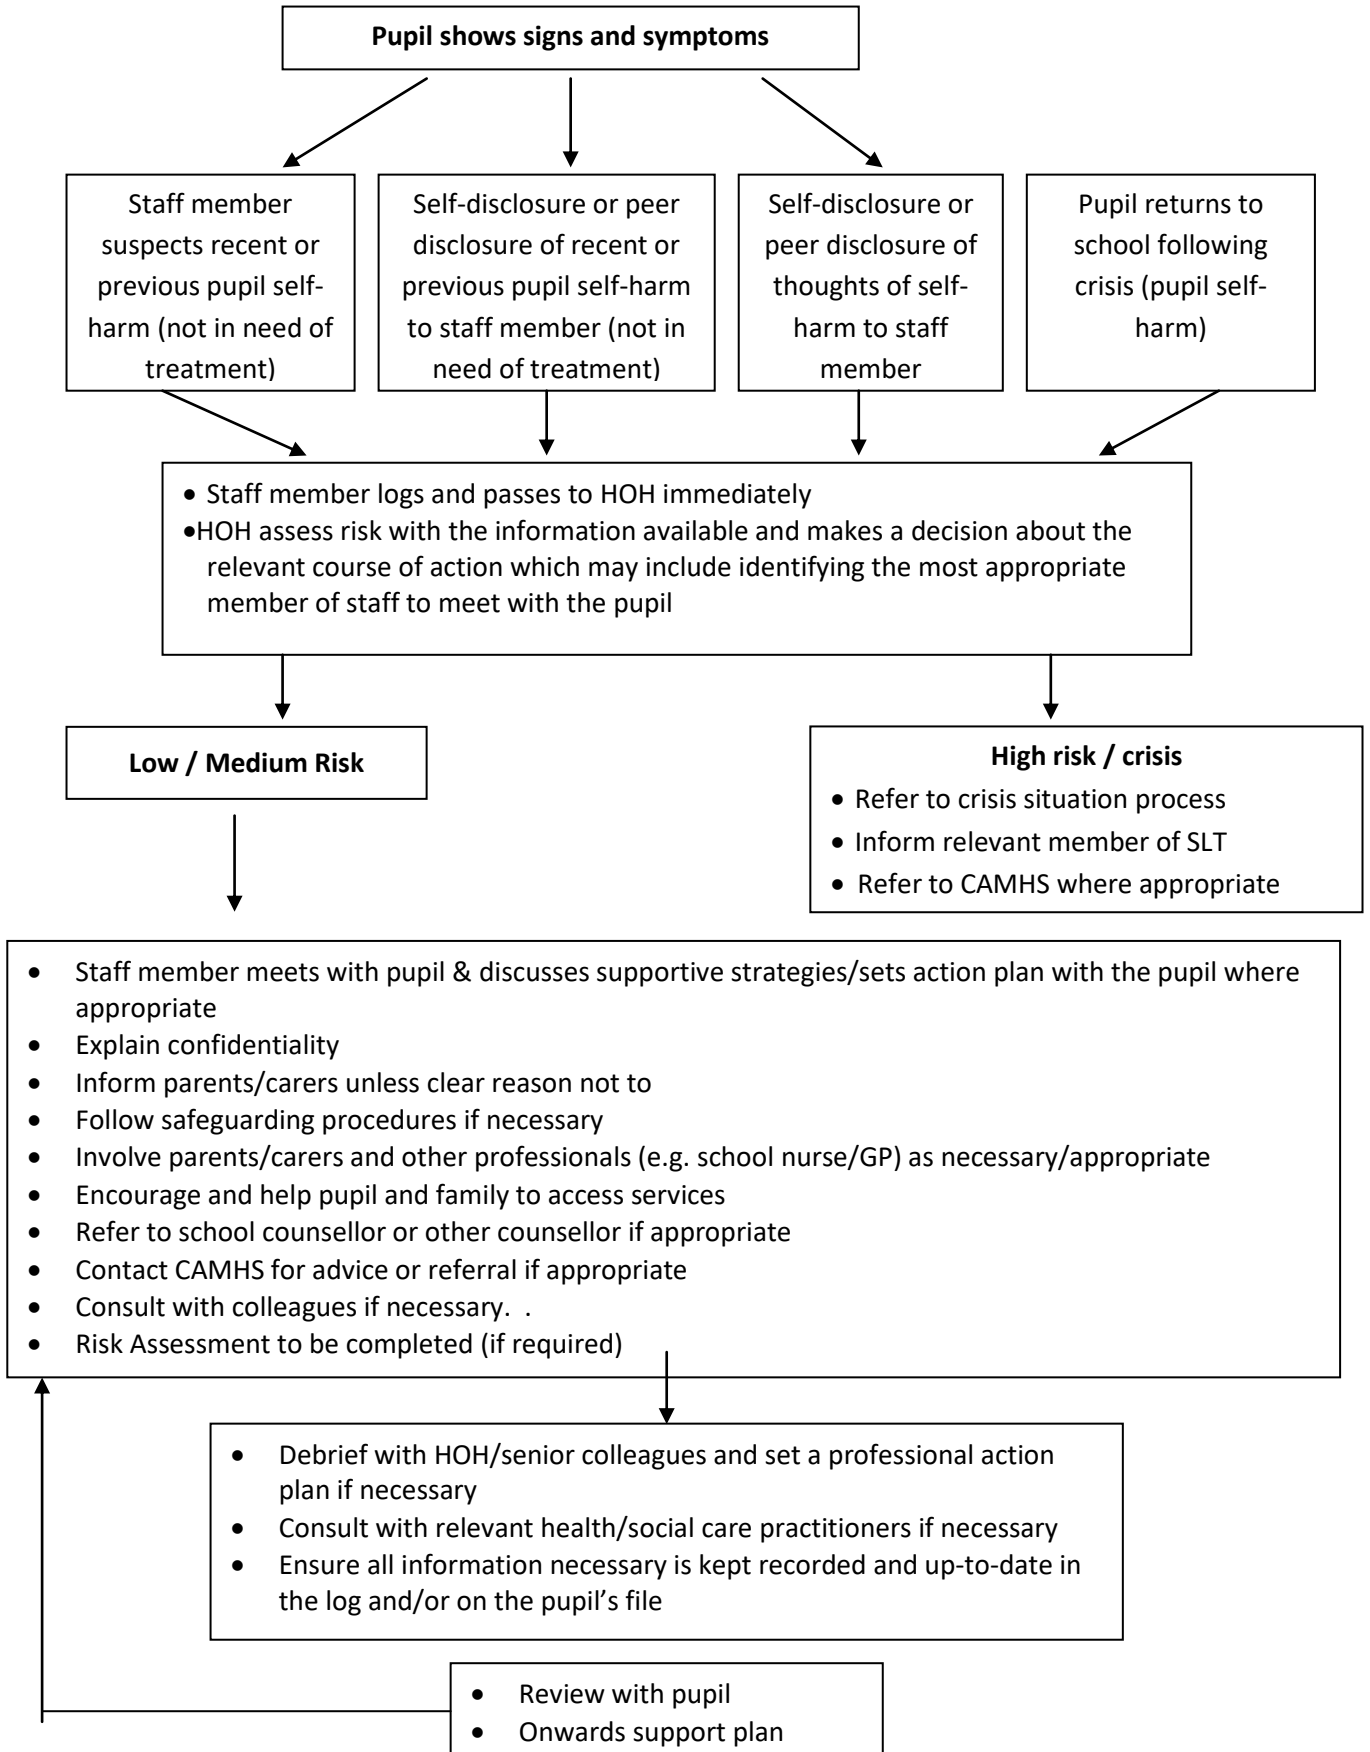 Pupil shows signs and symptoms
Staff member
suspects recent or
previous pupil self-
harm (not in need of
treatment)
Self-disclosure or peer
disclosure of recent or
previous pupil self-harm
to staff member (not in
need of treatment)
Self-disclosure or
peer disclosure of
thoughts of self-
harm to staff
member
Pupil returns to
school following
crisis (pupil self-
harm)
• Staff member logs and passes to HOH immediately
•HOH assess risk with the information available and makes a decision about the
relevant course of action which may include identifying the most appropriate
member of staff to meet with the pupil
Low / Medium Risk
High risk / crisis
• Refer to crisis situation process
• Inform relevant member of SLT
• Refer to CAMHS where appropriate
• Staff member meets with pupil & discusses supportive strategies/sets action plan with the pupil where
appropriate
• Explain confidentiality
• Inform parents/carers unless clear reason not to
• Follow safeguarding procedures if necessary
• Involve parents/carers and other professionals (e.g. school nurse/GP) as necessary/appropriate
• Encourage and help pupil and family to access services
• Refer to school counsellor or other counsellor if appropriate
• Contact CAMHS for advice or referral if appropriate
• Consult with colleagues if necessary. .
• Risk Assessment to be completed (if required)
• Debrief with HOH/senior colleagues and set a professional action
plan if necessary
• Consult with relevant health/social care practitioners if necessary
• Ensure all information necessary is kept recorded and up-to-date in
the log and/or on the pupil’s file
• Review with pupil
• Onwards support plan